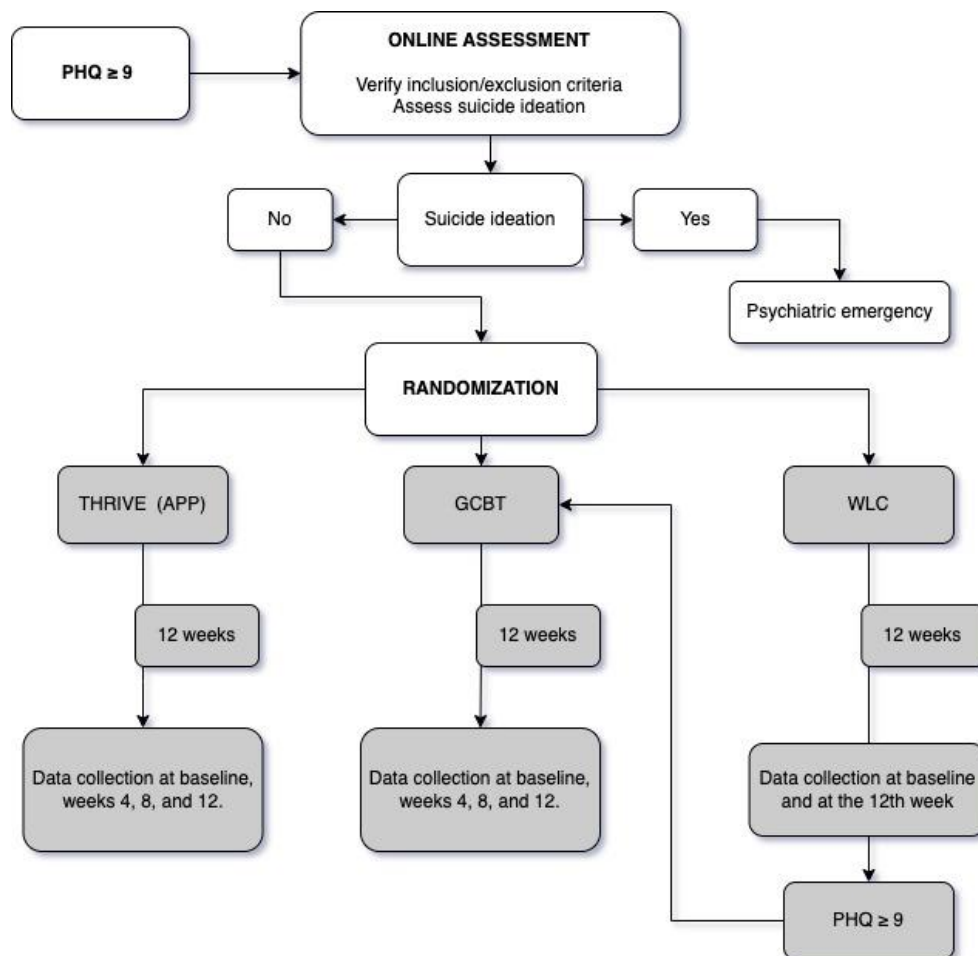 PHQ ≥ 9
ONLINE ASSESSMENT
Verify inclusion/exclusion criteria
Assess suicide ideation
No
Suicide ideation
Yes
Psychiatric emergency
RANDOMIZATION
THRIVE (APP)
GCBT
WLC
12 weeks
12 weeks
12 weeks
Data collection at baseline,
weeks 4, 8, and 12.
Data collection at baseline,
weeks 4, 8, and 12.
Data collection at baseline
and at the 12th week
PHQ ≥ 9